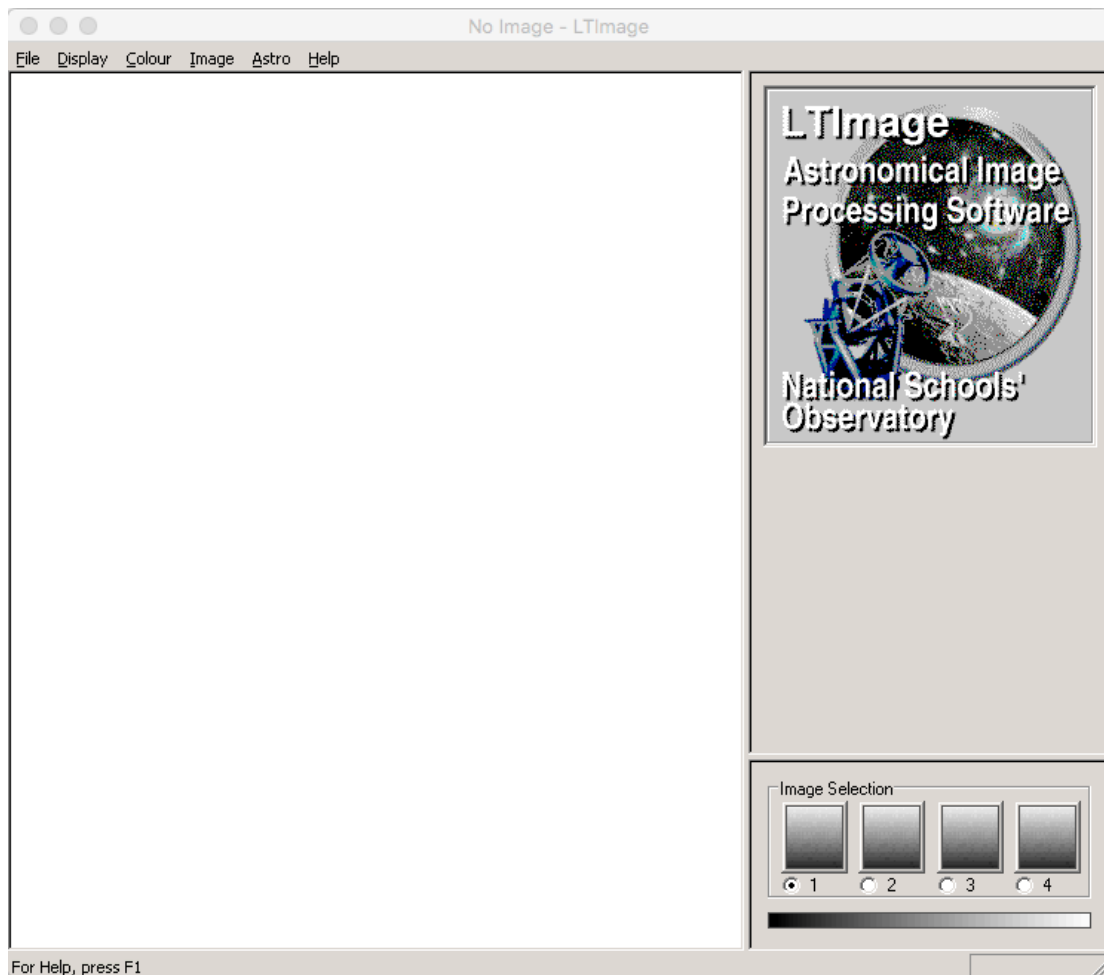 No Image - LTImage
File Display Colour Image Astro Help
LTImage
Astronomical Image
Processing Software
National Schools'
Observatory
Image Selection
1 2 3 4
For Help, press F1